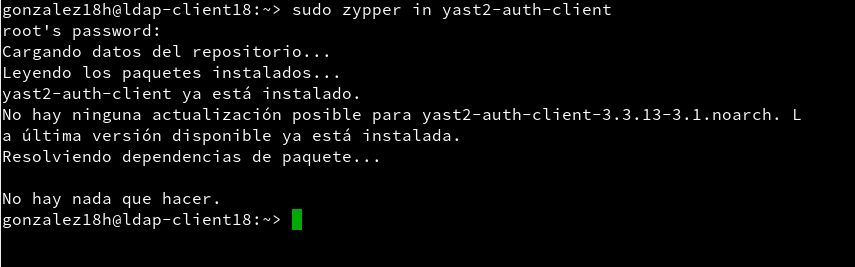 gonzalez18h@ldap-client18:~> sudo zypper in yast2-auth-client
root's password:
Cargando datos del repositorio...
Leyendo los paquetes instalados...
yast2-auth-client ya está instalado.
No hay ninguna actualización posible para yast2-auth-client-3.3.13-3.1.noarch. L
a última versión disponible ya está instalada.
Resolviendo dependencias de paquete...
No hay nada que hacer.
gonzalez18h@ldap-client18:~>